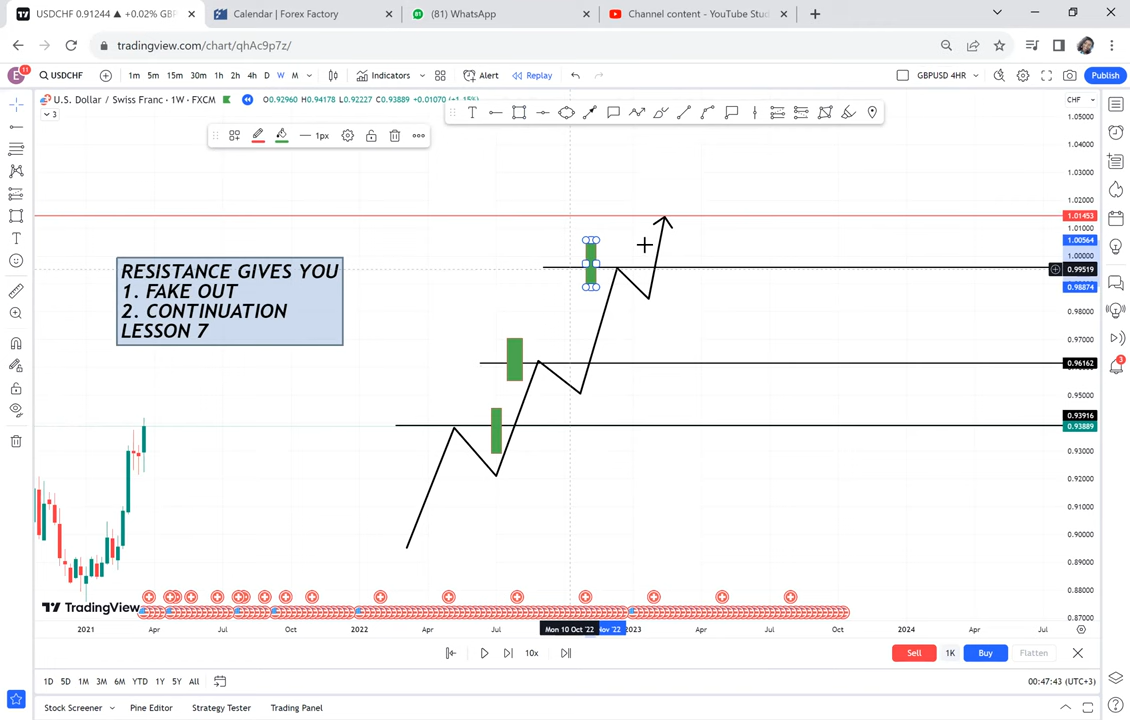 USDCHF 0.91244 ▲ +0.02% GBP
Calendar | Forex Factory
(81) WhatsApp
Channel content - YouTube Stud
tradingview.com/chart/qhAc9p7z/
E
11
USDCHF
1m 5m 15m 30m 1h 2h 4h D W M
Indicators
Alert
Replay
GBPUSD 4HR
Publish
U.S. Dollar / Swiss Franc · 1W · FXCM
O0.92960 H0.94178 L0.92227 C0.93889 +0.01070 (+1.15%)
CHF
3
1px
1.05000
1.04000
1.03000
1.02000
1.01453
1.01000
1.00564
1.00000
0.99519
0.98874
0.98000
0.97000
0.96162
0.95000
0.93916
0.93889
0.93000
0.92000
0.91000
0.90000
0.89000
0.88000
0.87000
RESISTANCE GIVES YOU
1. FAKE OUT
2. CONTINUATION
LESSON 7
3
TradingView
2021 Apr Jul Oct 2022 Apr Jul Mon 10 Oct '22 Nov '22 2023 Apr Jul Oct 2024 Apr Jul
10x
Sell 1K Buy Flatten
1D 5D 1M 3M 6M YTD 1Y 5Y All
00:47:43 (UTC+3)
Stock Screener Pine Editor Strategy Tester Trading Panel